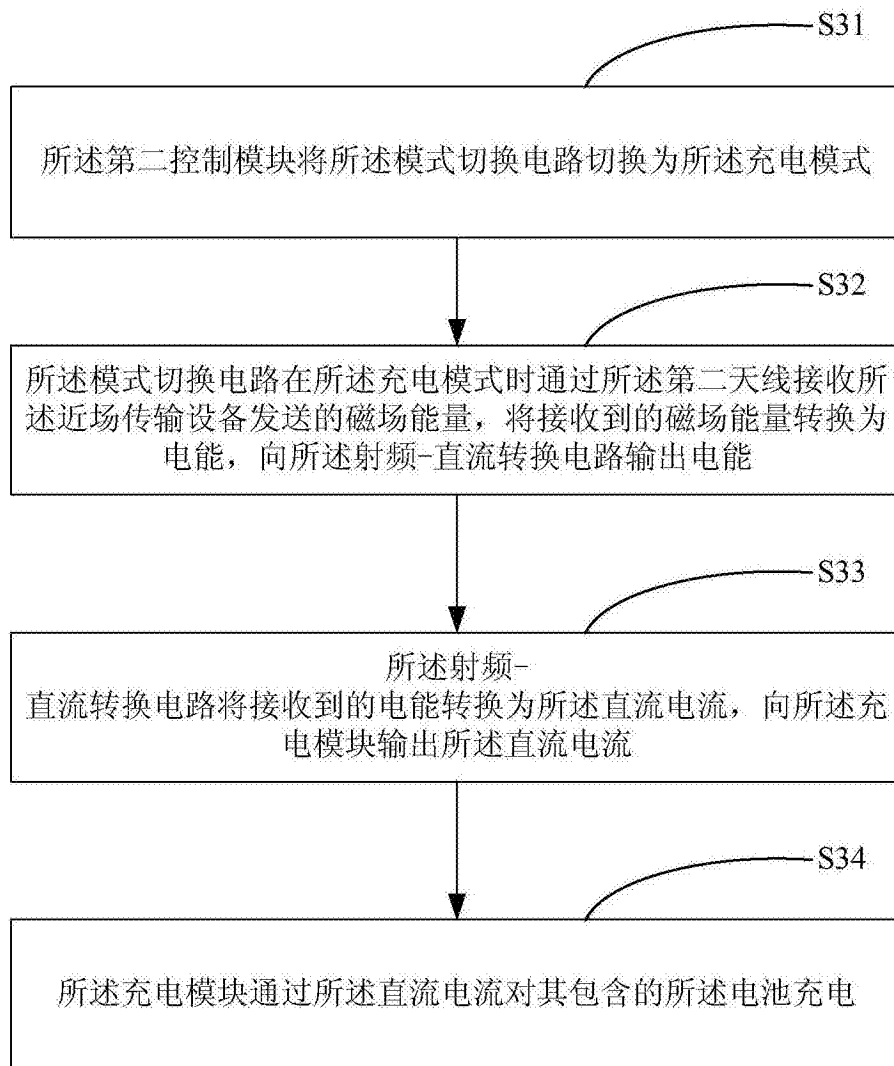 S31
所述第二控制模块将所述模式切换电路切换为所述充电模式
S32
所述模式切换电路在所述充电模式时通过所述第二天线接收所
述近场传输设备发送的磁场能量，将接收到的磁场能量转换为
电能，向所述射频-直流转换电路输出电能
S33
所述射频-
直流转换电路将接收到的电能转换为所述直流电流，向所述充
电模块输出所述直流电流
S34
所述充电模块通过所述直流电流对其包含的所述电池充电